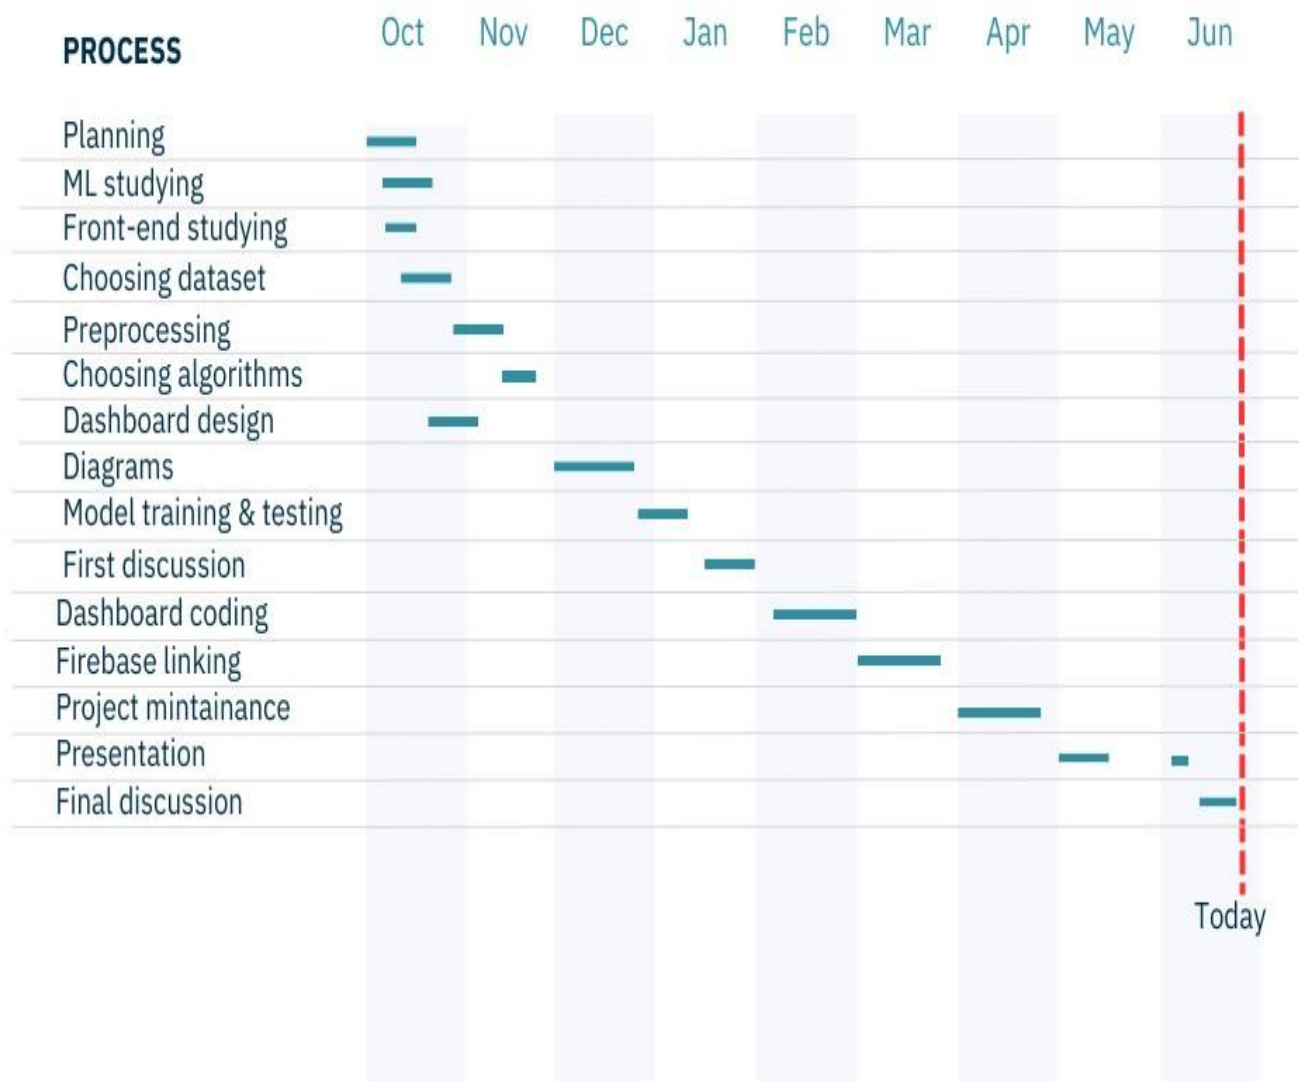 PROCESS
Oct Nov Dec Jan Feb Mar Apr May Jun
Planning
ML studying
Front-end studying
Choosing dataset
Preprocessing
Choosing algorithms
Dashboard design
Diagrams
Model training & testing
First discussion
Dashboard coding
Firebase linking
Project mintainance
Presentation
Final discussion
Today